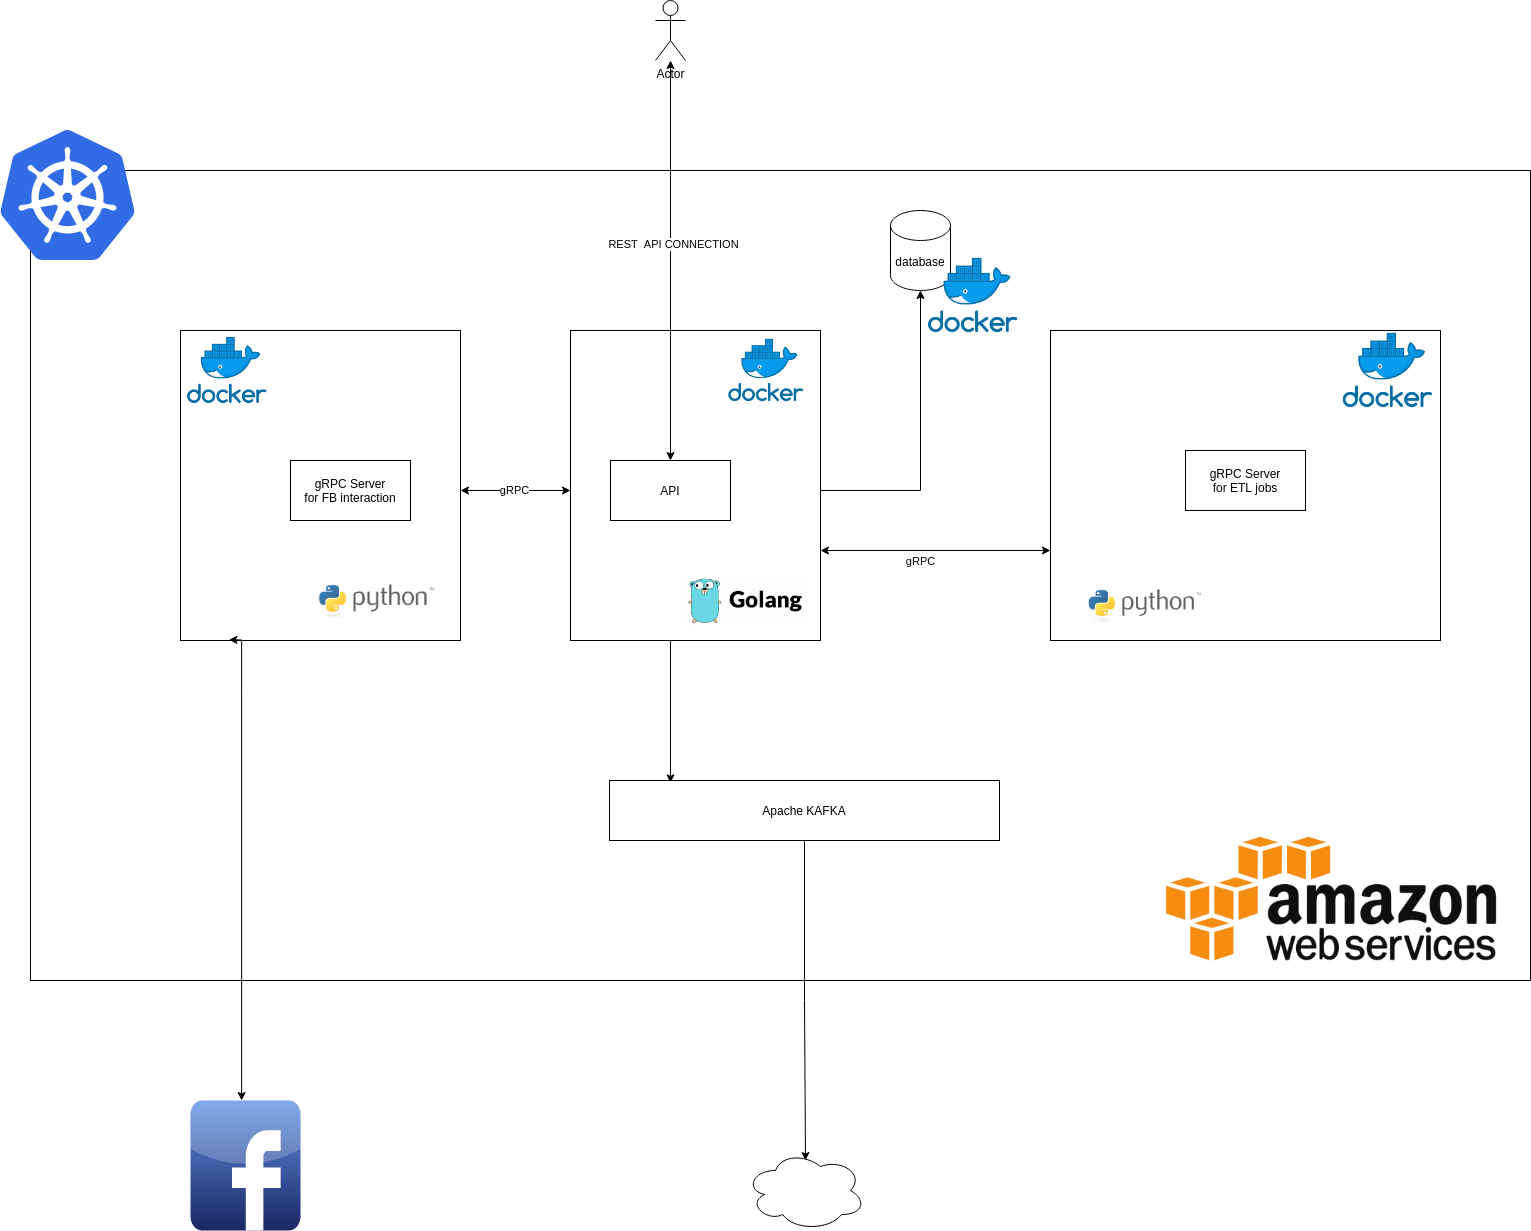 Actor
REST  API CONNECTION
database
docker
docker
docker
docker
gRPC Server
for FB interaction
gRPC
API
gRPC Server
for ETL jobs
gRPC
python™
Golang
python™
Apache KAFKA
amazon
web services
f